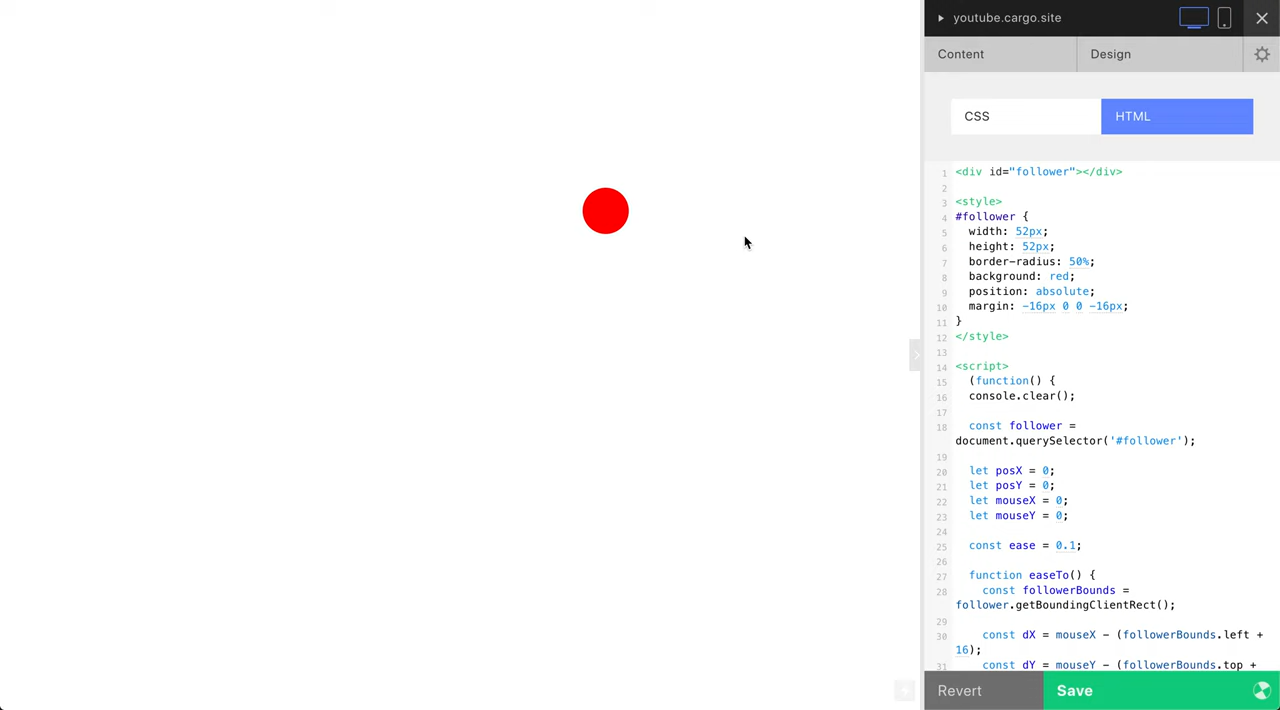 youtube.cargo.site
Content
Design
CSS
HTML
1 <div id="follower"></div>
2
3 <style>
4 #follower {
5 width: 52px;
6 height: 52px;
7 border-radius: 50%;
8 background: red;
9 position: absolute;
10 margin: -16px 0 0 -16px;
11 }
12 </style>
13
14 <script>
15 (function() {
16 console.clear();
17
18 const follower =
document.querySelector('#follower');
19
20 let posX = 0;
21 let posY = 0;
22 let mouseX = 0;
23 let mouseY = 0;
24
25 const ease = 0.1;
26
27 function easeTo() {
28 const followerBounds =
follower.getBoundingClientRect();
29
30 const dX = mouseX - (followerBounds.left +
16);
31 const dY = mouseY - (followerBounds.top +
Revert
Save